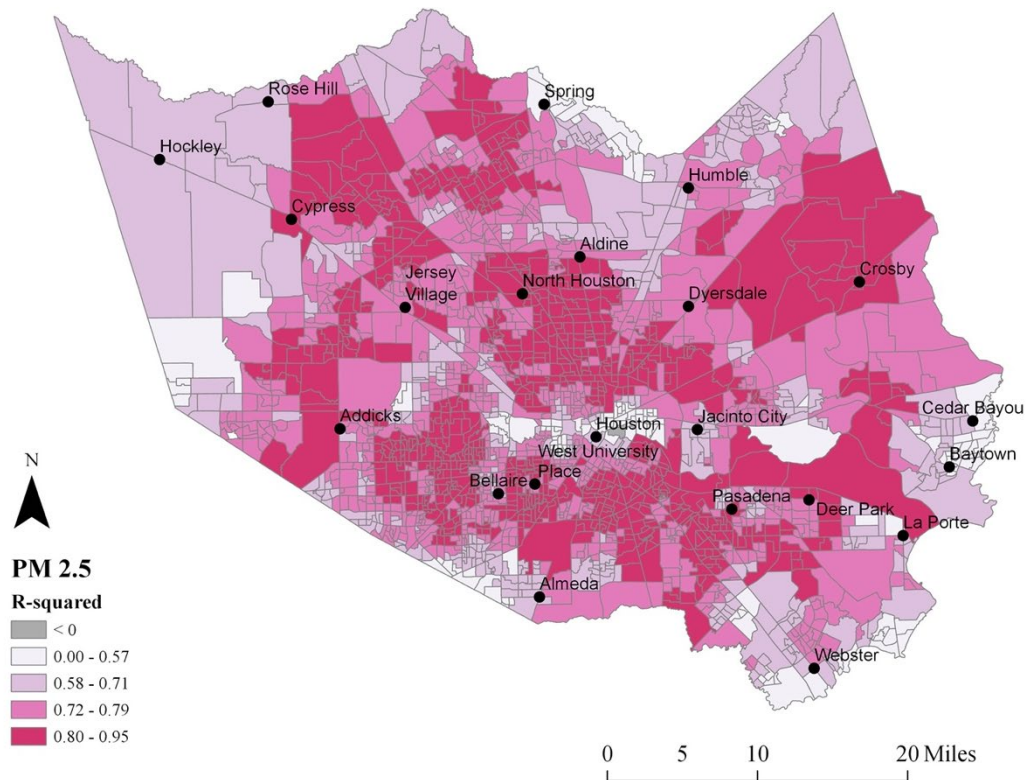 Rose Hill
Spring
Hockley
Humble
Cypress
Aldine
Jersey
Village
North Houston
Crosby
Dyersdale
Addicks
Houston
Jacinto City
Cedar Bayou
West University
Place
Bellaire
Baytown
Pasadena
Deer Park
La Porte
Almeda
Webster
N
PM 2.5
R-squared
< 0
0.00 - 0.57
0.58 - 0.71
0.72 - 0.79
0.80 - 0.95
0 5 10 20 Miles